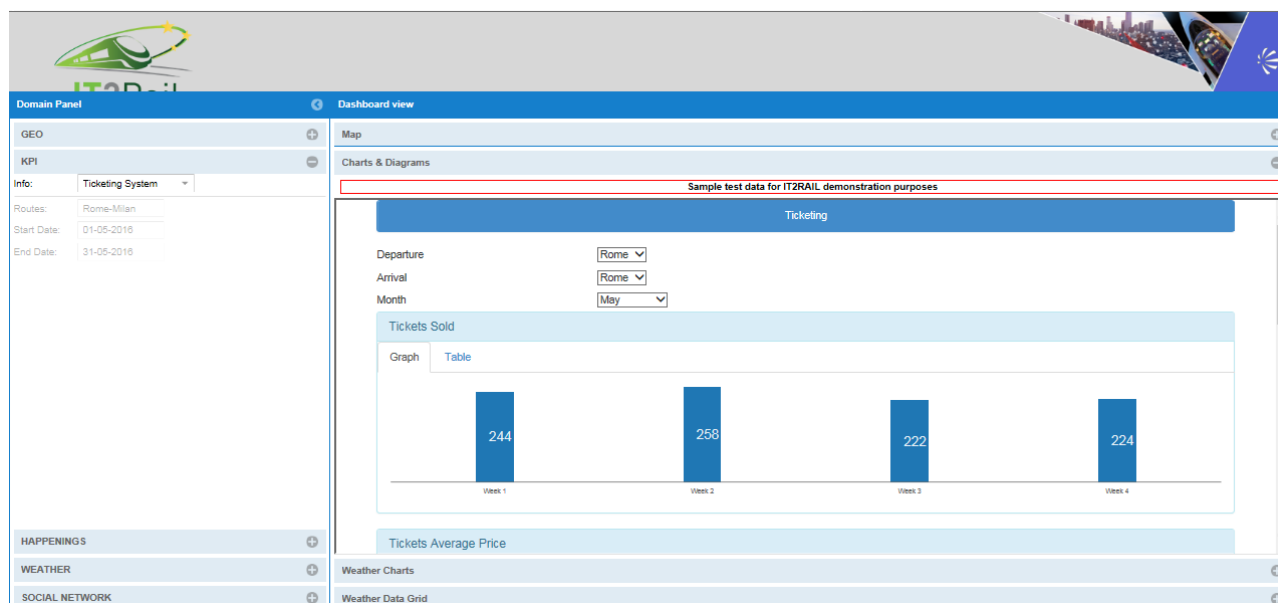 IT2Rail
Domain Panel
Dashboard view
GEO
Map
KPI
Charts & Diagrams
Info: Ticketing System
Sample test data for IT2RAIL demonstration purposes
Routes: Rome-Milan
Start Date: 01-05-2016
End Date: 31-05-2016
Ticketing
Departure Rome
Arrival Rome
Month May
Tickets Sold
Graph Table
244 258 222 224
Week 1 Week 2 Week 3 Week 4
Tickets Average Price
HAPPENINGS
WEATHER
SOCIAL NETWORK
Weather Charts
Weather Data Grid